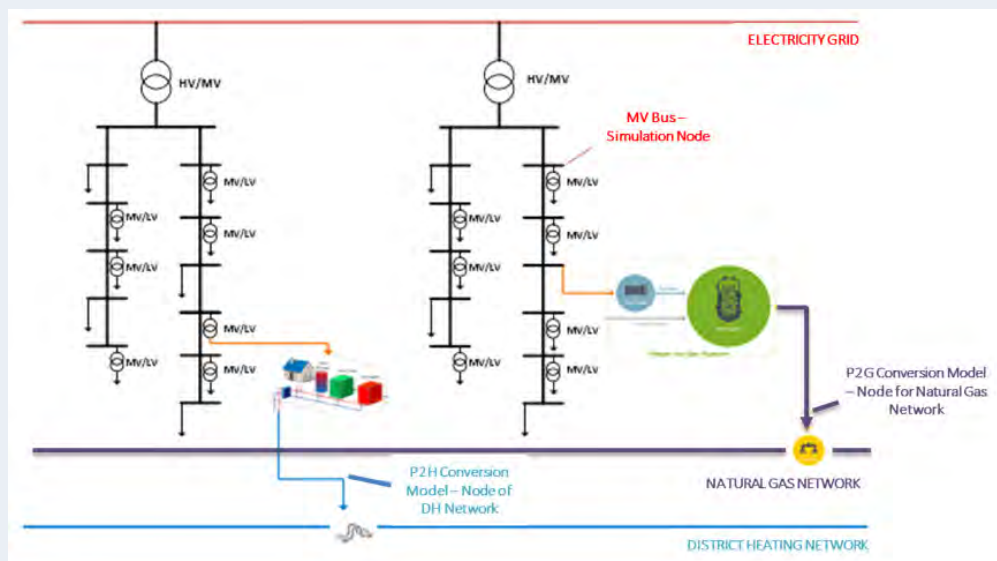 ELECTRICITY GRID
HV/MV
HV/MV
MV Bus –
Simulation Node
MV/LV
MV/LV
MV/LV
MV/LV
MV/LV
MV/LV
MV/LV
MV/LV
MV/LV
MV/LV
MV/LV
MV/LV
MV/LV
MV/LV
P2G Conversion Model
– Node for Natural Gas
Network
P2H Conversion
Model – Node of
DH Network
NATURAL GAS NETWORK
DISTRICT HEATING NETWORK